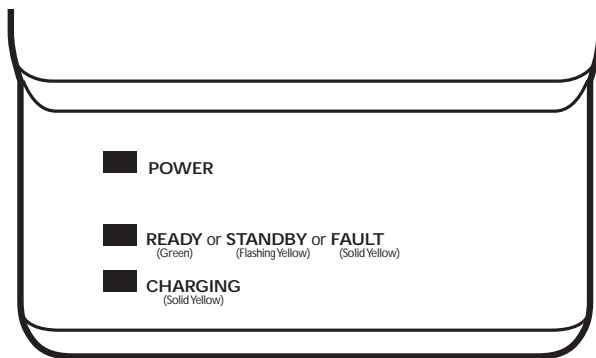 POWER
READY or STANDBY or FAULT
(Green) (Flashing Yellow) (Solid Yellow)
CHARGING
(Solid Yellow)